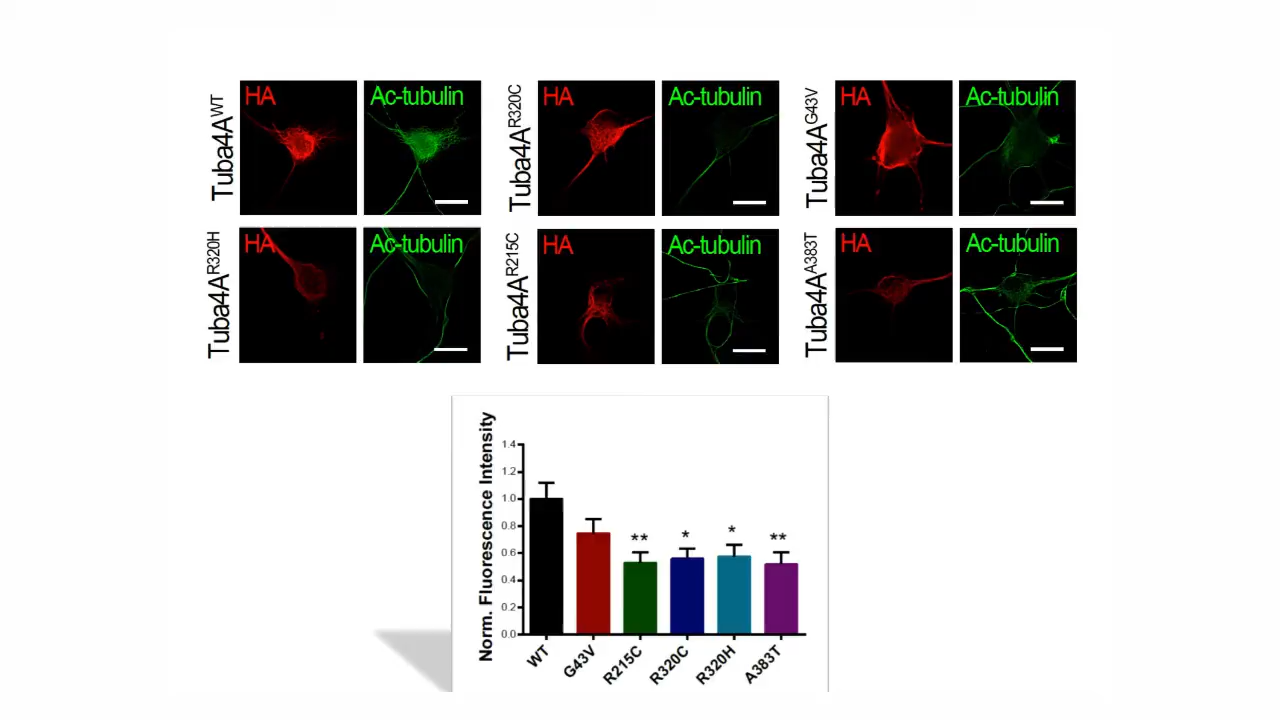 Tuba4A^WT
HA
Ac-tubulin
Tuba4A^R320C
HA
Ac-tubulin
Tuba4A^G43V
HA
Ac-tubulin
Tuba4A^R320H
HA
Ac-tubulin
Tuba4A^R215C
HA
Ac-tubulin
Tuba4A^A383T
HA
Ac-tubulin
Norm. Fluorescence Intensity
1.4
1.2
1.0
0.8
0.6
0.4
0.2
0.0
**
*
*
**
WT
G43V
R215C
R320C
R320H
A383T